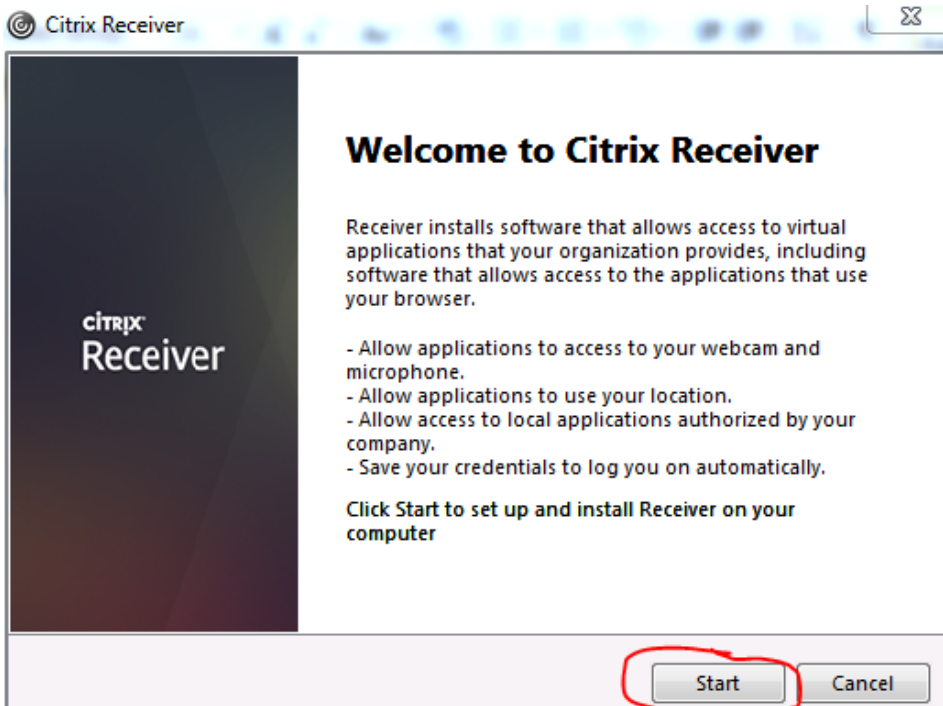 Citrix Receiver
Welcome to Citrix Receiver
Receiver installs software that allows access to virtual
applications that your organization provides, including
software that allows access to the applications that use
your browser.
CİTRIX
Receiver
- Allow applications to access to your webcam and
microphone.
- Allow applications to use your location.
- Allow access to local applications authorized by your
company.
- Save your credentials to log you on automatically.
Click Start to set up and install Receiver on your
computer
Start
Cancel